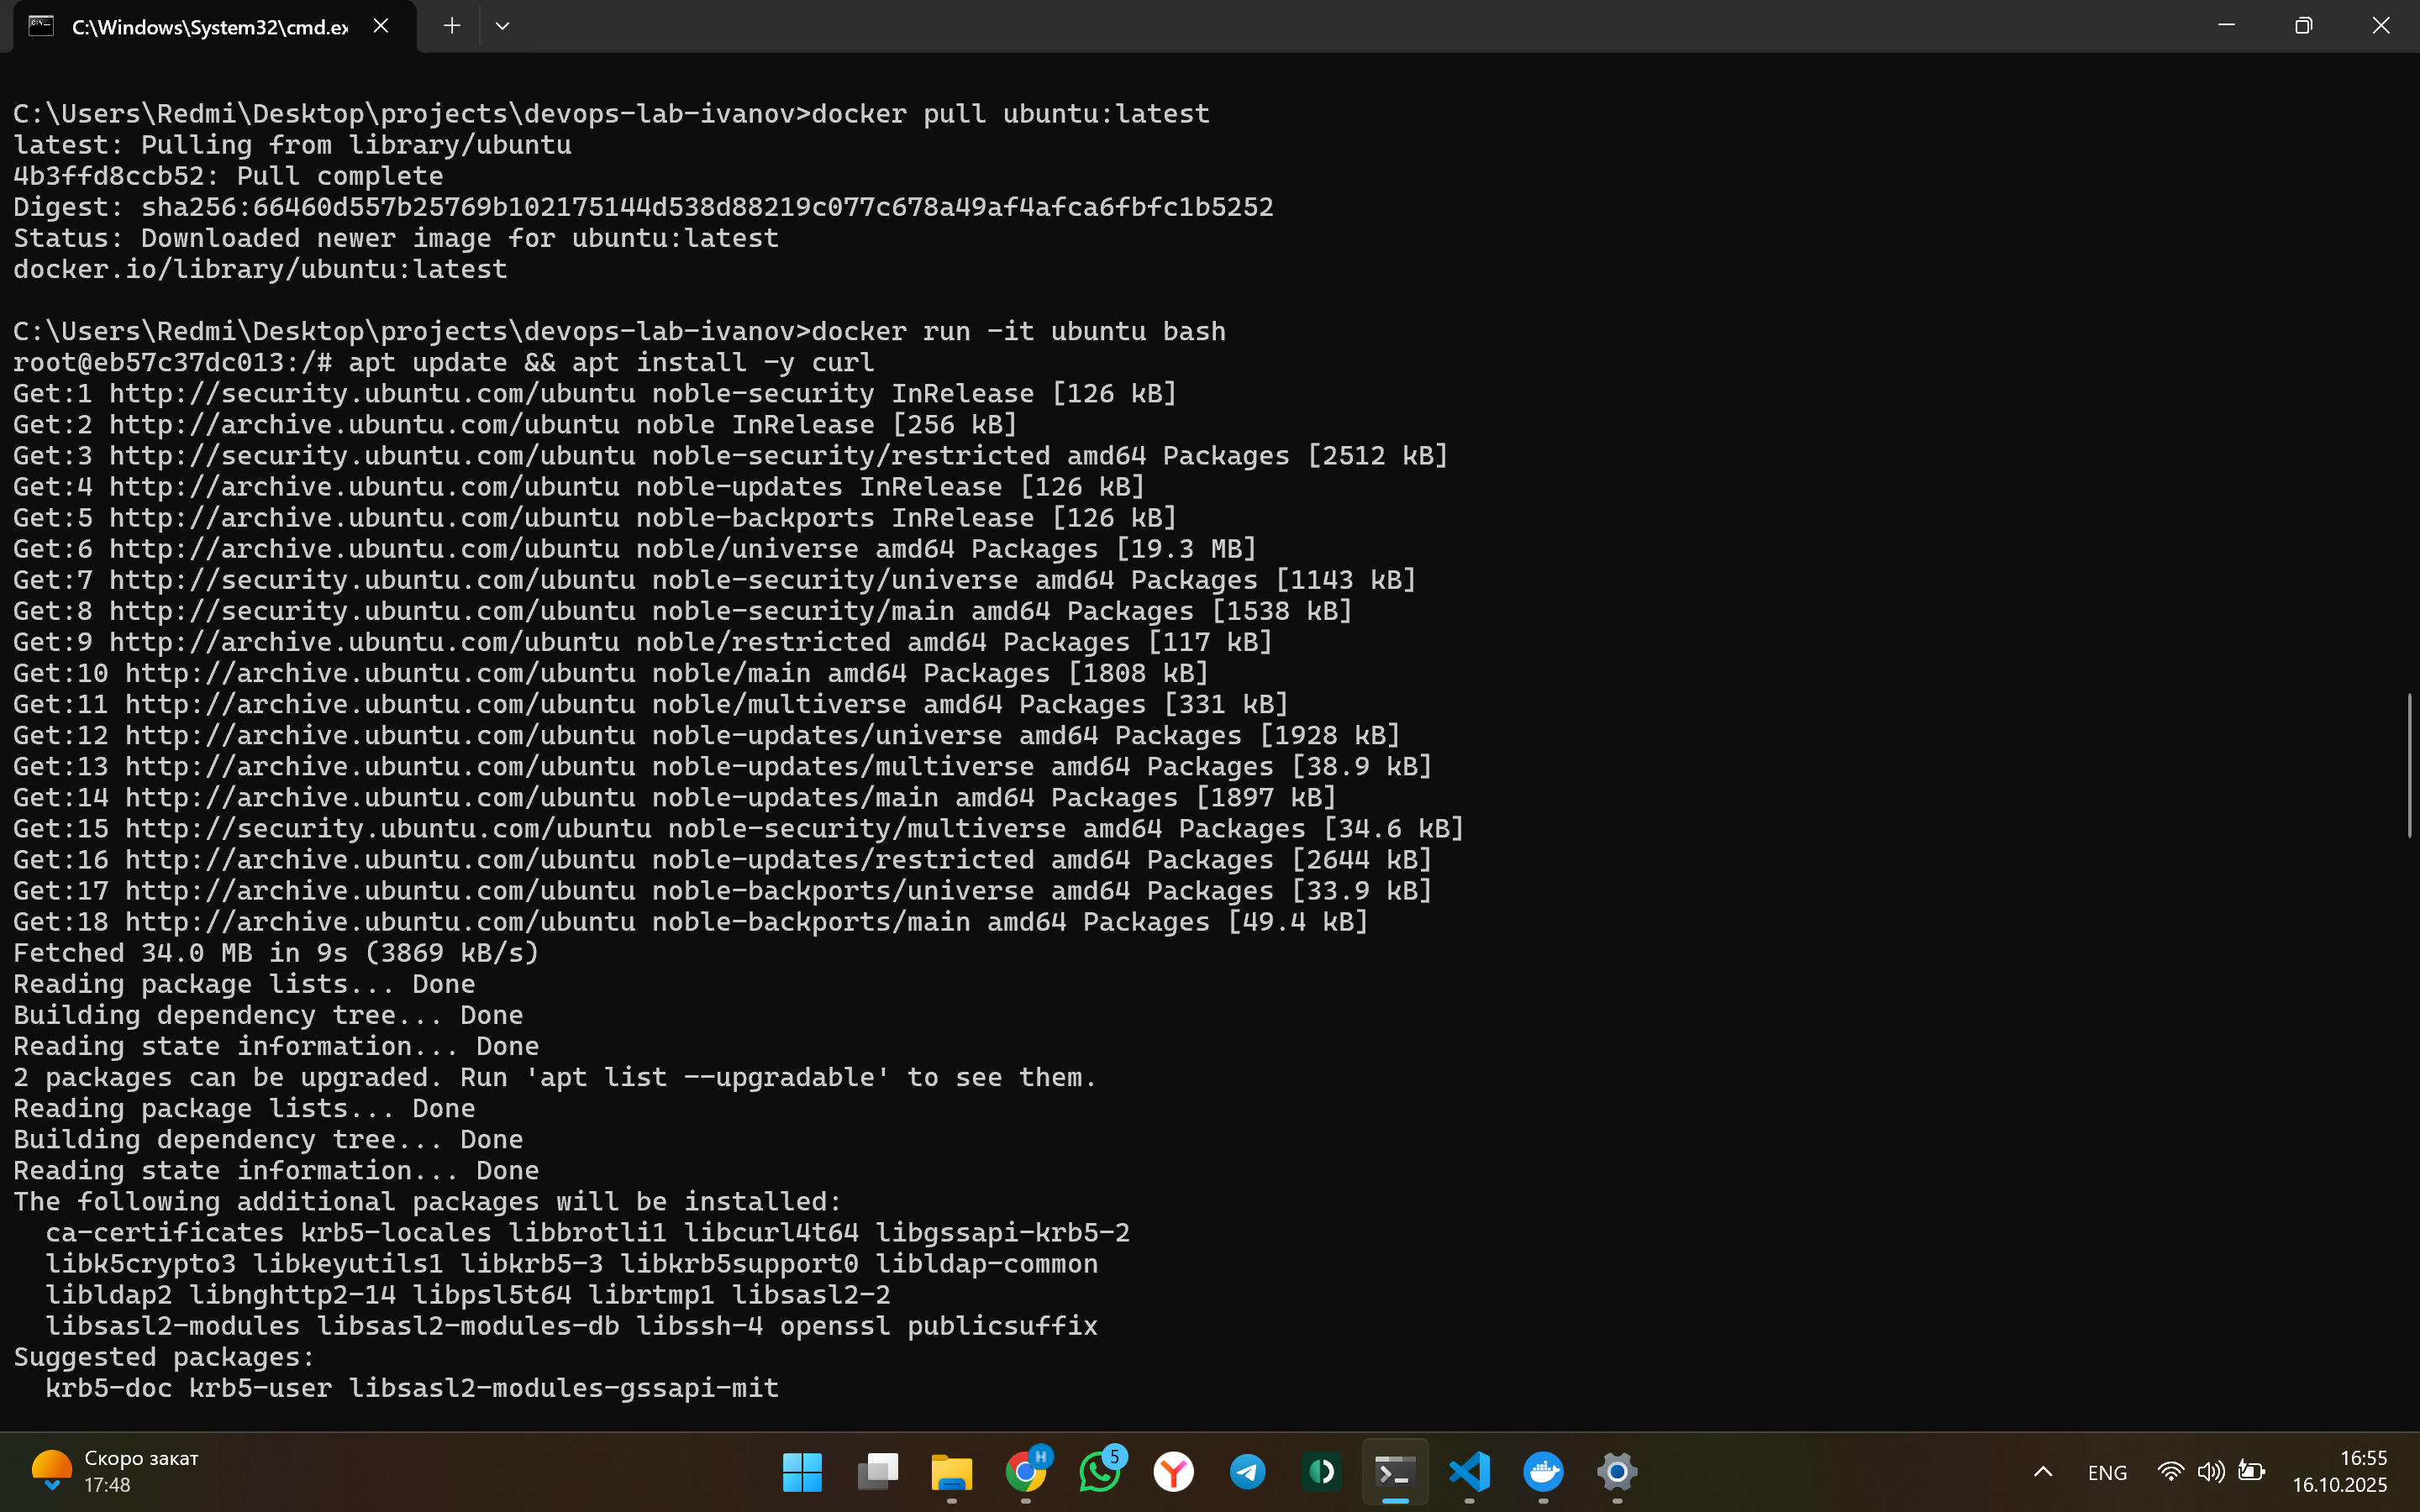 C:\Windows\System32\cmd.ex
C:\Users\Redmi\Desktop\projects\devops-lab-ivanov>docker pull ubuntu:latest
latest: Pulling from library/ubuntu
4b3ffd8ccb52: Pull complete
Digest: sha256:66460d557b25769b102175144d538d88219c077c678a49af4afca6fbfc1b5252
Status: Downloaded newer image for ubuntu:latest
docker.io/library/ubuntu:latest
C:\Users\Redmi\Desktop\projects\devops-lab-ivanov>docker run -it ubuntu bash
root@eb57c37dc013:/# apt update && apt install -y curl
Get:1 http://security.ubuntu.com/ubuntu noble-security InRelease [126 kB]
Get:2 http://archive.ubuntu.com/ubuntu noble InRelease [256 kB]
Get:3 http://security.ubuntu.com/ubuntu noble-security/restricted amd64 Packages [2512 kB]
Get:4 http://archive.ubuntu.com/ubuntu noble-updates InRelease [126 kB]
Get:5 http://archive.ubuntu.com/ubuntu noble-backports InRelease [126 kB]
Get:6 http://archive.ubuntu.com/ubuntu noble/universe amd64 Packages [19.3 MB]
Get:7 http://security.ubuntu.com/ubuntu noble-security/universe amd64 Packages [1143 kB]
Get:8 http://security.ubuntu.com/ubuntu noble-security/main amd64 Packages [1538 kB]
Get:9 http://archive.ubuntu.com/ubuntu noble/restricted amd64 Packages [117 kB]
Get:10 http://archive.ubuntu.com/ubuntu noble/main amd64 Packages [1808 kB]
Get:11 http://archive.ubuntu.com/ubuntu noble/multiverse amd64 Packages [331 kB]
Get:12 http://archive.ubuntu.com/ubuntu noble-updates/universe amd64 Packages [1928 kB]
Get:13 http://archive.ubuntu.com/ubuntu noble-updates/multiverse amd64 Packages [38.9 kB]
Get:14 http://archive.ubuntu.com/ubuntu noble-updates/main amd64 Packages [1897 kB]
Get:15 http://security.ubuntu.com/ubuntu noble-security/multiverse amd64 Packages [34.6 kB]
Get:16 http://archive.ubuntu.com/ubuntu noble-updates/restricted amd64 Packages [2644 kB]
Get:17 http://archive.ubuntu.com/ubuntu noble-backports/universe amd64 Packages [33.9 kB]
Get:18 http://archive.ubuntu.com/ubuntu noble-backports/main amd64 Packages [49.4 kB]
Fetched 34.0 MB in 9s (3869 kB/s)
Reading package lists... Done
Building dependency tree... Done
Reading state information... Done
2 packages can be upgraded. Run 'apt list --upgradable' to see them.
Reading package lists... Done
Building dependency tree... Done
Reading state information... Done
The following additional packages will be installed:
ca-certificates krb5-locales libbrotli1 libcurl4t64 libgssapi-krb5-2
libk5crypto3 libkeyutils1 libkrb5-3 libkrb5support0 libldap-common
libldap2 libnghttp2-14 libpsl5t64 librtmp1 libsasl2-2
libsasl2-modules libsasl2-modules-db libssh-4 openssl publicsuffix
Suggested packages:
krb5-doc krb5-user libsasl2-modules-gssapi-mit
Скоро закат
17:48
H
5
ENG
16:55
16.10.2025